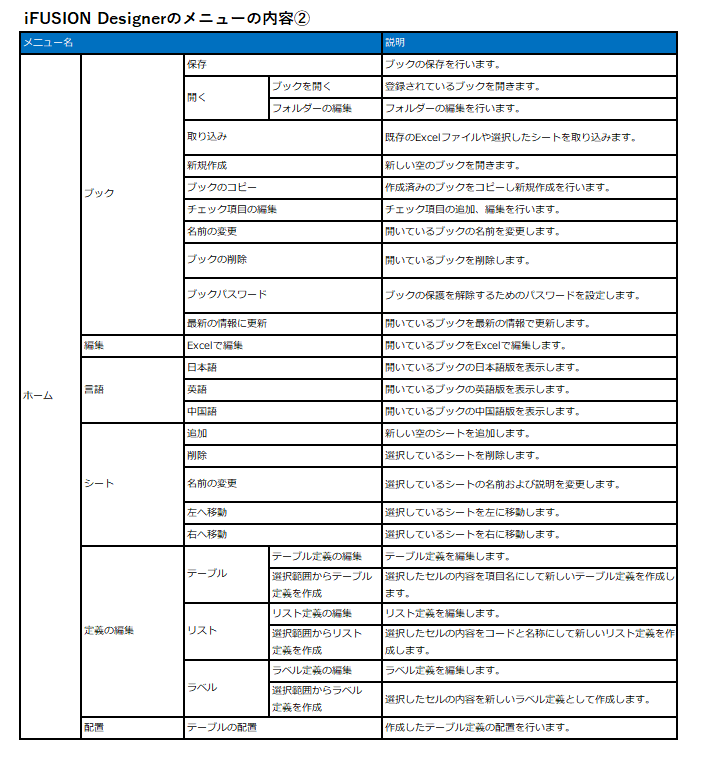 iFUSION Designerのメニューの内容②
メニュー名 説明
ホーム
ブック
保存 ブックの保存を行います。
開く
ブックを開く 登録されているブックを開きます。
フォルダーの編集 フォルダーの編集を行います。
取り込み 既存のExcelファイルや選択したシートを取り込みます。
新規作成 新しい空のブックを開きます。
ブックのコピー 作成済みのブックをコピーし新規作成を行います。
チェック項目の編集 チェック項目の追加、編集を行います。
名前の変更 開いているブックの名前を変更します。
ブックの削除 開いているブックを削除します。
ブックパスワード ブックの保護を解除するためのパスワードを設定します。
最新の情報に更新 開いているブックを最新の情報で更新します。
編集 Excelで編集 開いているブックをExcelで編集します。
言語
日本語 開いているブックの日本語版を表示します。
英語 開いているブックの英語版を表示します。
中国語 開いているブックの中国語版を表示します。
シート
追加 新しい空のシートを追加します。
削除 選択しているシートを削除します。
名前の変更 選択しているシートの名前および説明を変更します。
左へ移動 選択しているシートを左に移動します。
右へ移動 選択しているシートを右に移動します。
定義の編集
テーブル
テーブル定義の編集 テーブル定義を編集します。
選択範囲からテーブル
定義を作成
選択したセルの内容を項目名にして新しいテーブル定義を作成し
ます。
リスト
リスト定義の編集 リスト定義を編集します。
選択範囲からリスト
定義を作成
選択したセルの内容をコードと名称にして新しいリスト定義を作
成します。
ラベル
ラベル定義の編集 ラベル定義を編集します。
選択範囲からラベル
定義を作成
選択したセルの内容を新しいラベル定義として作成します。
配置 テーブルの配置 作成したテーブル定義の配置を行います。